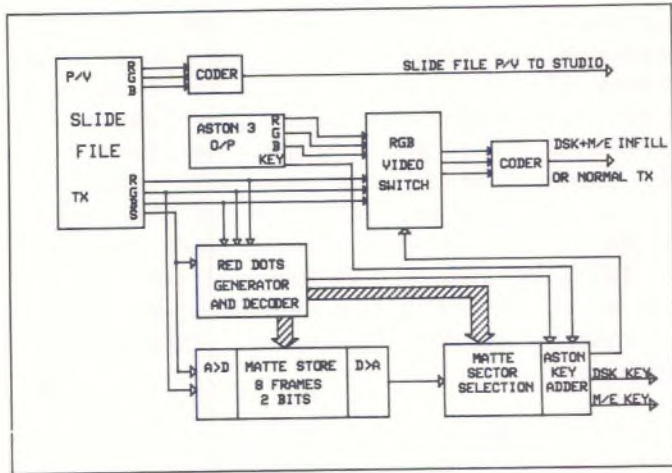 P/V
R
G
B
SLIDE
FILE
TX
R
G
B
S
CODER
SLIDE FILE P/V TO STUDIO
ASTON 3
O/P
R
G
B
KEY
RGB
VIDEO
SWITCH
CODER
DSK+M/E INFILL
OR NORMAL TX
RED DOTS
GENERATOR
AND DECODER
A>D
MATTE STORE
8 FRAMES
2 BITS
D>A
MATTE
SECTOR
SELECTION
ASTON
KEY
ADDER
DSK KEY
M/E KEY